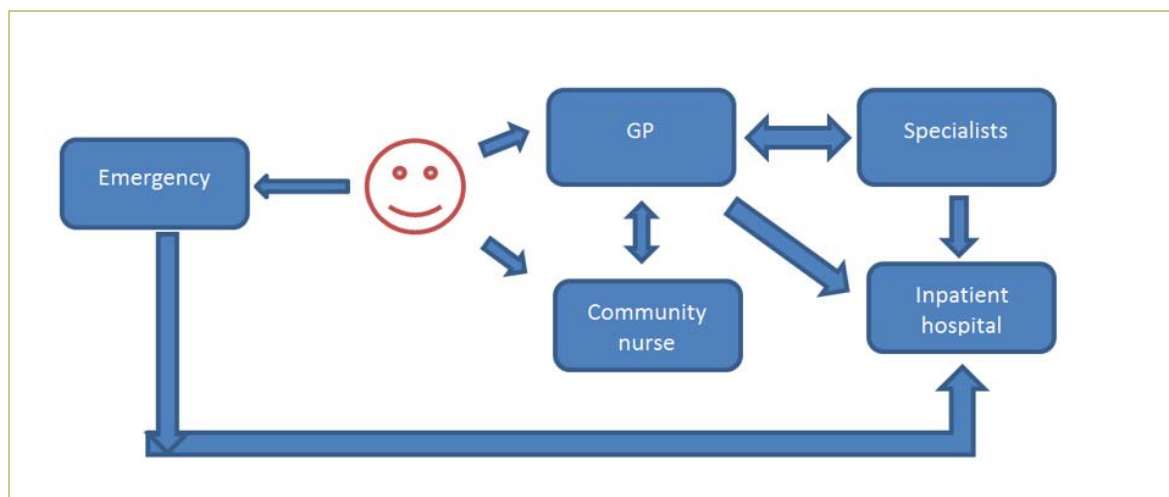 GP
Specialists
Emergency
Community
nurse
Inpatient
hospital